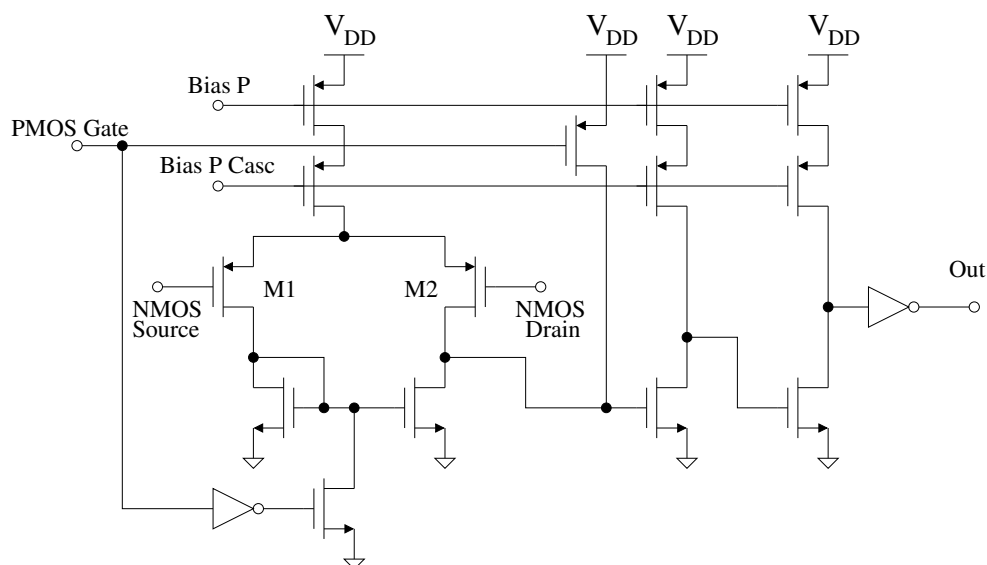 VDD
VDD
VDD
VDD
Bias P
PMOS Gate
Bias P Casc
M1
M2
NMOS
Source
NMOS
Drain
Out